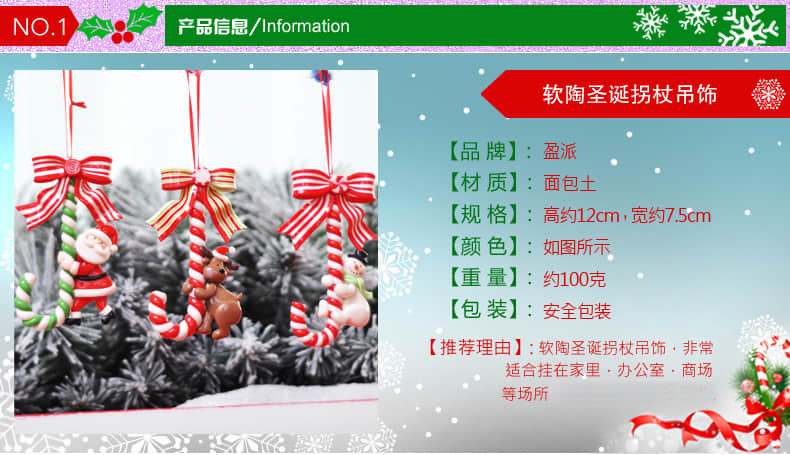 NO.1
产品信息/Information
软陶圣诞拐杖吊饰
【品 牌】: 盈派
【材 质】: 面包土
【规 格】: 高约12cm,宽约7.5cm
【颜 色】: 如图所示
【重 量】: 约100克
【包 装】: 安全包装
【推荐理由】: 软陶圣诞拐杖吊饰·非常
适合挂在家里·办公室·商场
等场所